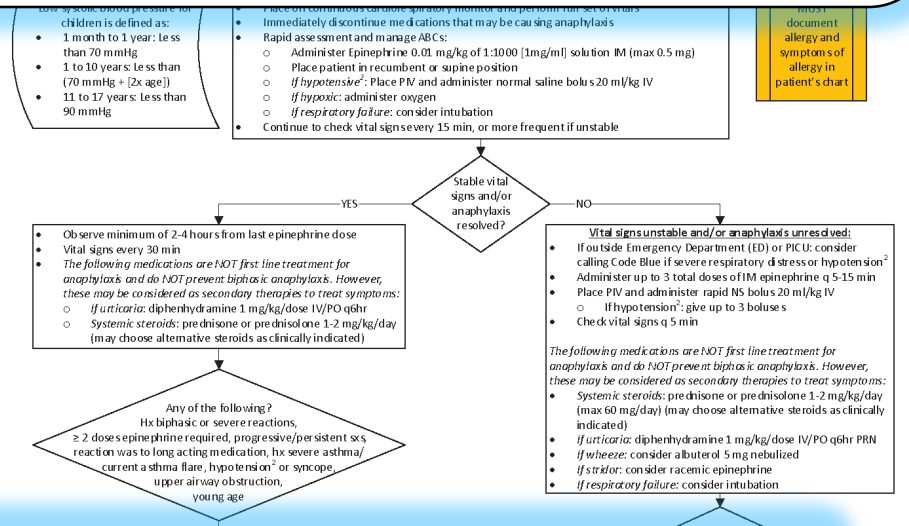 Low systolic blood pressure for
children is defined as:
• 1 month to 1 year: Less
than 70 mmHg
• 1 to 10 years: Less than
(70 mmHg + [2x age])
• 11 to 17 years: Less than
90 mmHg
• Place on continuous cardiorespiratory monitor and perform full set of vitals
• Immediately discontinue medications that may be causing anaphylaxis
• Rapid assessment and manage ABCs:
o Administer Epinephrine 0.01 mg/kg of 1:1000 [1mg/ml] solution IM (max 0.5 mg)
o Place patient in recumbent or supine position
o If hypotensive²: Place PIV and administer normal saline bolus 20 ml/kg IV
o If hypoxic: administer oxygen
o If respiratory failure: consider intubation
• Continue to check vital signs every 15 min, or more frequent if unstable
MUST
document
allergy and
symptoms of
allergy in
patient's chart
Stable vital
signs and/or
anaphylaxis
resolved?
YES
NO
• Observe minimum of 2-4 hours from last epinephrine dose
• Vital signs every 30 min
• The following medications are NOT first line treatment for
anaphylaxis and do NOT prevent biphasic anaphylaxis. However,
these may be considered as secondary therapies to treat symptoms:
o If urticaria: diphenhydramine 1 mg/kg/dose IV/PO q6hr
o Systemic steroids: prednisone or prednisolone 1-2 mg/kg/day
(may choose alternative steroids as clinically indicated)
Any of the following?
Hx biphasic or severe reactions,
≥ 2 doses epinephrine required, progressive/persistent sxs,
reaction was to long acting medication, hx severe asthma/
current asthma flare, hypotension² or syncope,
upper airway obstruction,
young age
Vital signs unstable and/or anaphylaxis unresolved:
• If outside Emergency Department (ED) or PICU: consider
calling Code Blue if severe respiratory distress or hypotension²
• Administer up to 3 total doses of IM epinephrine q 5-15 min
• Place PIV and administer rapid NS bolus 20 ml/kg IV
o If hypotension²: give up to 3 boluses
• Check vital signs q 5 min
The following medications are NOT first line treatment for
anaphylaxis and do NOT prevent biphasic anaphylaxis. However,
these may be considered as secondary therapies to treat symptoms:
• Systemic steroids: prednisone or prednisolone 1-2 mg/kg/day
(max 60 mg/day) (may choose alternative steroids as clinically
indicated)
• If urticaria: diphenhydramine 1 mg/kg/dose IV/PO q6hr PRN
• If wheeze: consider albuterol 5 mg nebulized
• If stridor: consider racemic epinephrine
• If respiratory failure: consider intubation